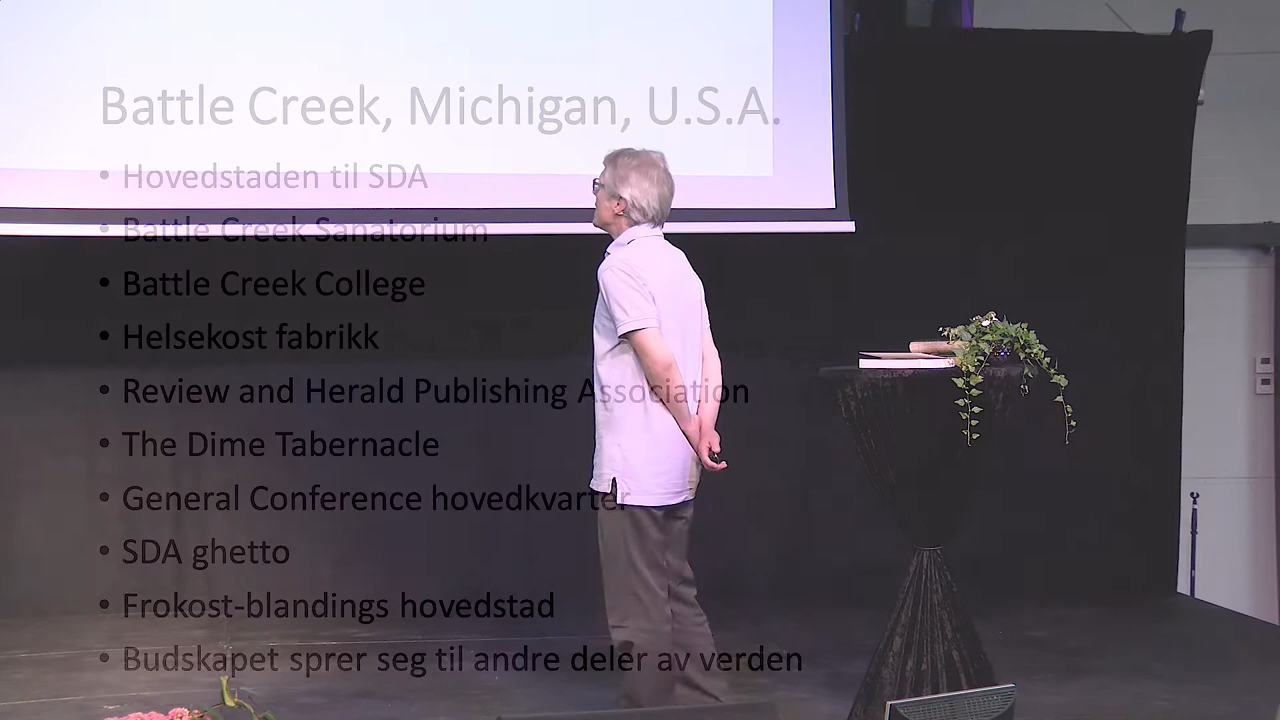 Battle Creek, Michigan, U.S.A.
• Hovedstaden til SDA
• Battle Creek Sanatorium
• Battle Creek College
• Helsekost fabrikk
• Review and Herald Publishing Association
• The Dime Tabernacle
• General Conference hovedkvarter
• SDA ghetto
• Frokost-blandings hovedstad
• Budskapet sprer seg til andre deler av verden